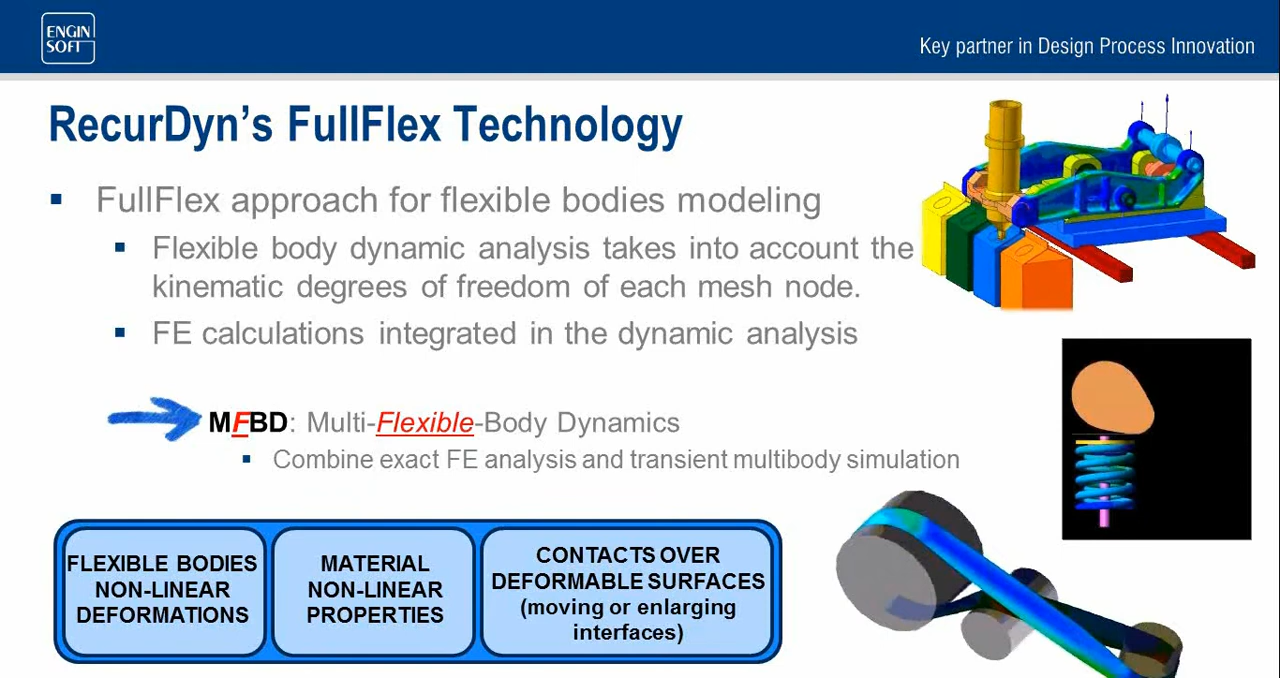 ENGIN
SOFT
Key partner in Design Process Innovation
RecurDyn's FullFlex Technology
FullFlex approach for flexible bodies modeling
Flexible body dynamic analysis takes into account the
kinematic degrees of freedom of each mesh node.
FE calculations integrated in the dynamic analysis
MFBD: Multi-Flexible-Body Dynamics
Combine exact FE analysis and transient multibody simulation
FLEXIBLE BODIES
NON-LINEAR
DEFORMATIONS
MATERIAL
NON-LINEAR
PROPERTIES
CONTACTS OVER
DEFORMABLE SURFACES
(moving or enlarging
interfaces)